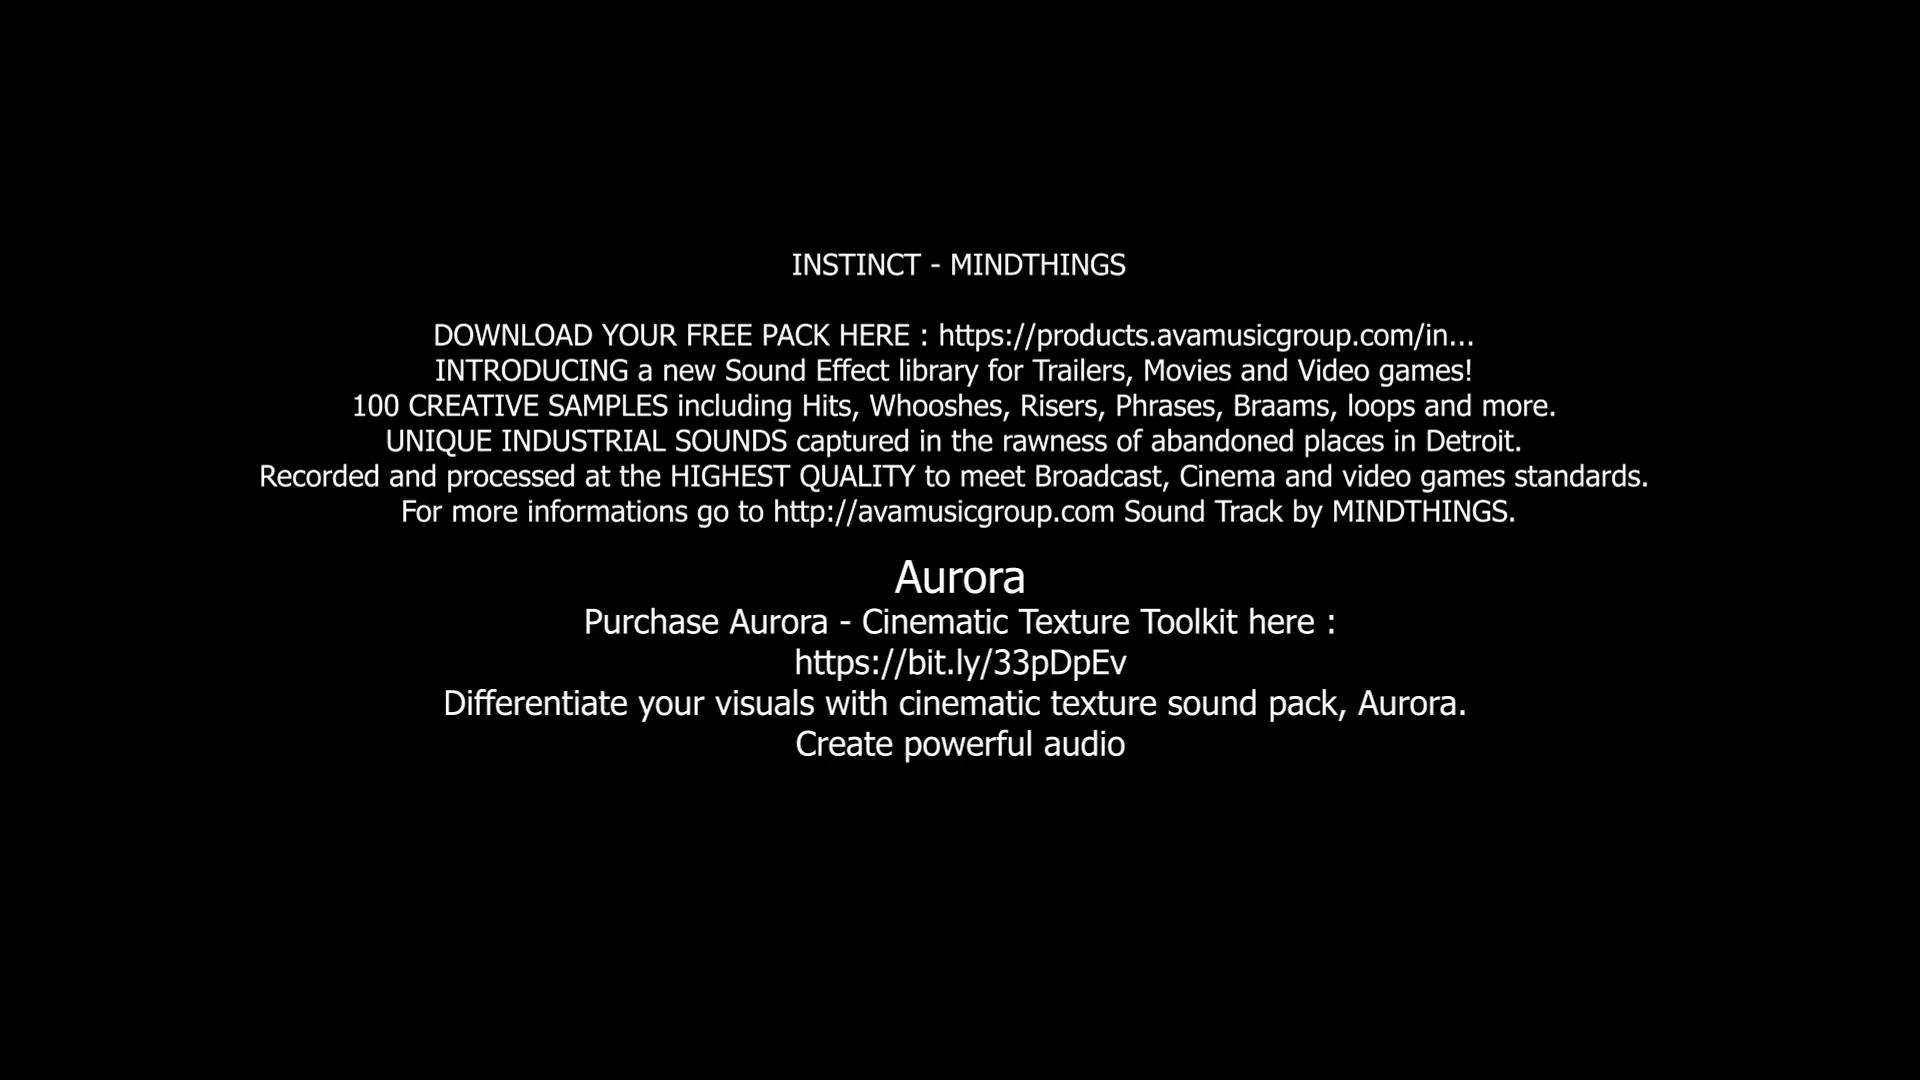 INSTINCT - MINDTHINGS
DOWNLOAD YOUR FREE PACK HERE : https://products.avamusicgroup.com/in...
INTRODUCING a new Sound Effect library for Trailers, Movies and Video games!
100 CREATIVE SAMPLES including Hits, Whooshes, Risers, Phrases, Braams, loops and more.
UNIQUE INDUSTRIAL SOUNDS captured in the rawness of abandoned places in Detroit.
Recorded and processed at the HIGHEST QUALITY to meet Broadcast, Cinema and video games standards.
For more informations go to http://avamusicgroup.com Sound Track by MINDTHINGS.
Aurora
Purchase Aurora - Cinematic Texture Toolkit here :
https://bit.ly/33pDpEv
Differentiate your visuals with cinematic texture sound pack, Aurora.
Create powerful audio